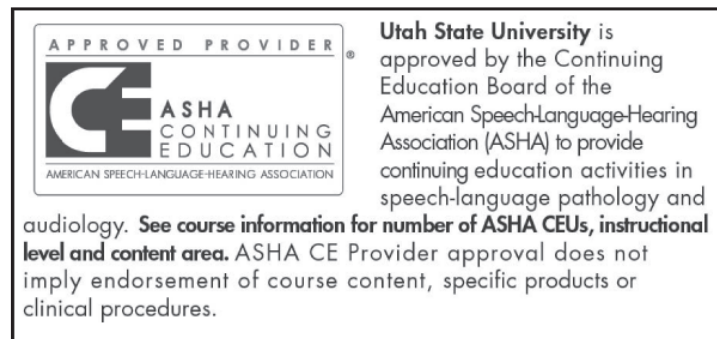 APPROVED PROVIDER
®
CE
ASHA
CONTINUING
EDUCATION
AMERICAN SPEECH-LANGUAGE-HEARING ASSOCIATION
Utah State University is
approved by the Continuing
Education Board of the
American Speech-Language-Hearing
Association (ASHA) to provide
continuing education activities in
speech-language pathology and
audiology. See course information for number of ASHA CEUs, instructional
level and content area. ASHA CE Provider approval does not
imply endorsement of course content, specific products or
clinical procedures.